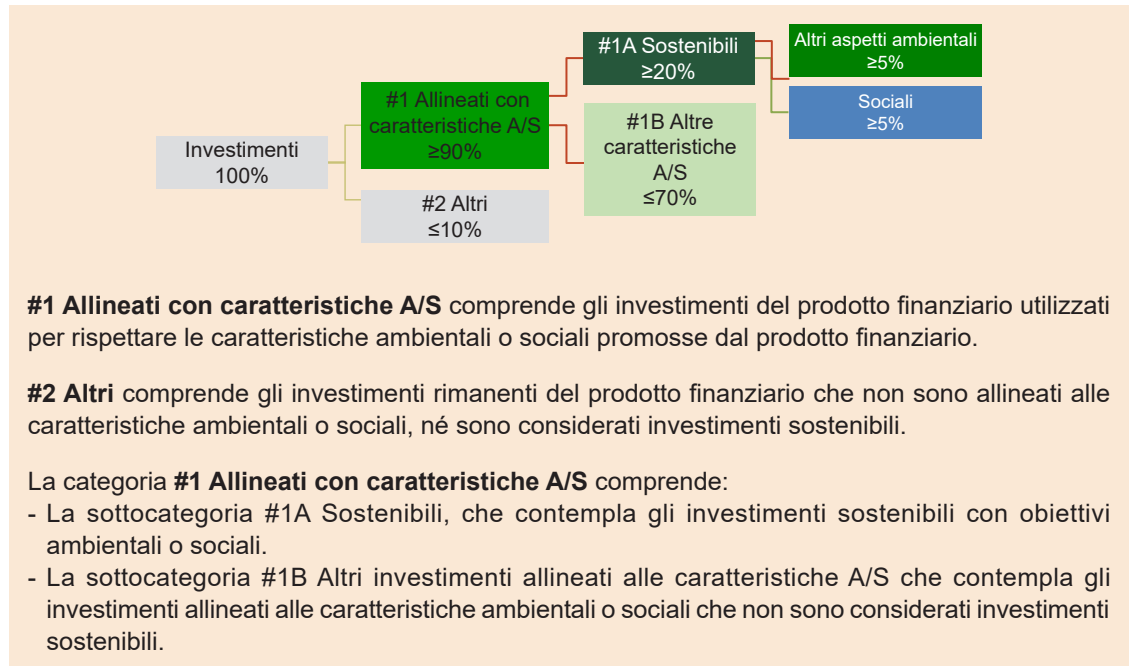 #1A Sostenibili
≥20%
Altri aspetti ambientali
≥5%
Sociali
≥5%
#1 Allineati con
caratteristiche A/S
≥90%
#1B Altre
caratteristiche
A/S
≤70%
Investimenti
100%
#2 Altri
≤10%
#1 Allineati con caratteristiche A/S comprende gli investimenti del prodotto finanziario utilizzati
per rispettare le caratteristiche ambientali o sociali promosse dal prodotto finanziario.
#2 Altri comprende gli investimenti rimanenti del prodotto finanziario che non sono allineati alle
caratteristiche ambientali o sociali, né sono considerati investimenti sostenibili.
La categoria #1 Allineati con caratteristiche A/S comprende:
- La sottocategoria #1A Sostenibili, che contempla gli investimenti sostenibili con obiettivi
ambientali o sociali.
- La sottocategoria #1B Altri investimenti allineati alle caratteristiche A/S che contempla gli
investimenti allineati alle caratteristiche ambientali o sociali che non sono considerati investimenti
sostenibili.